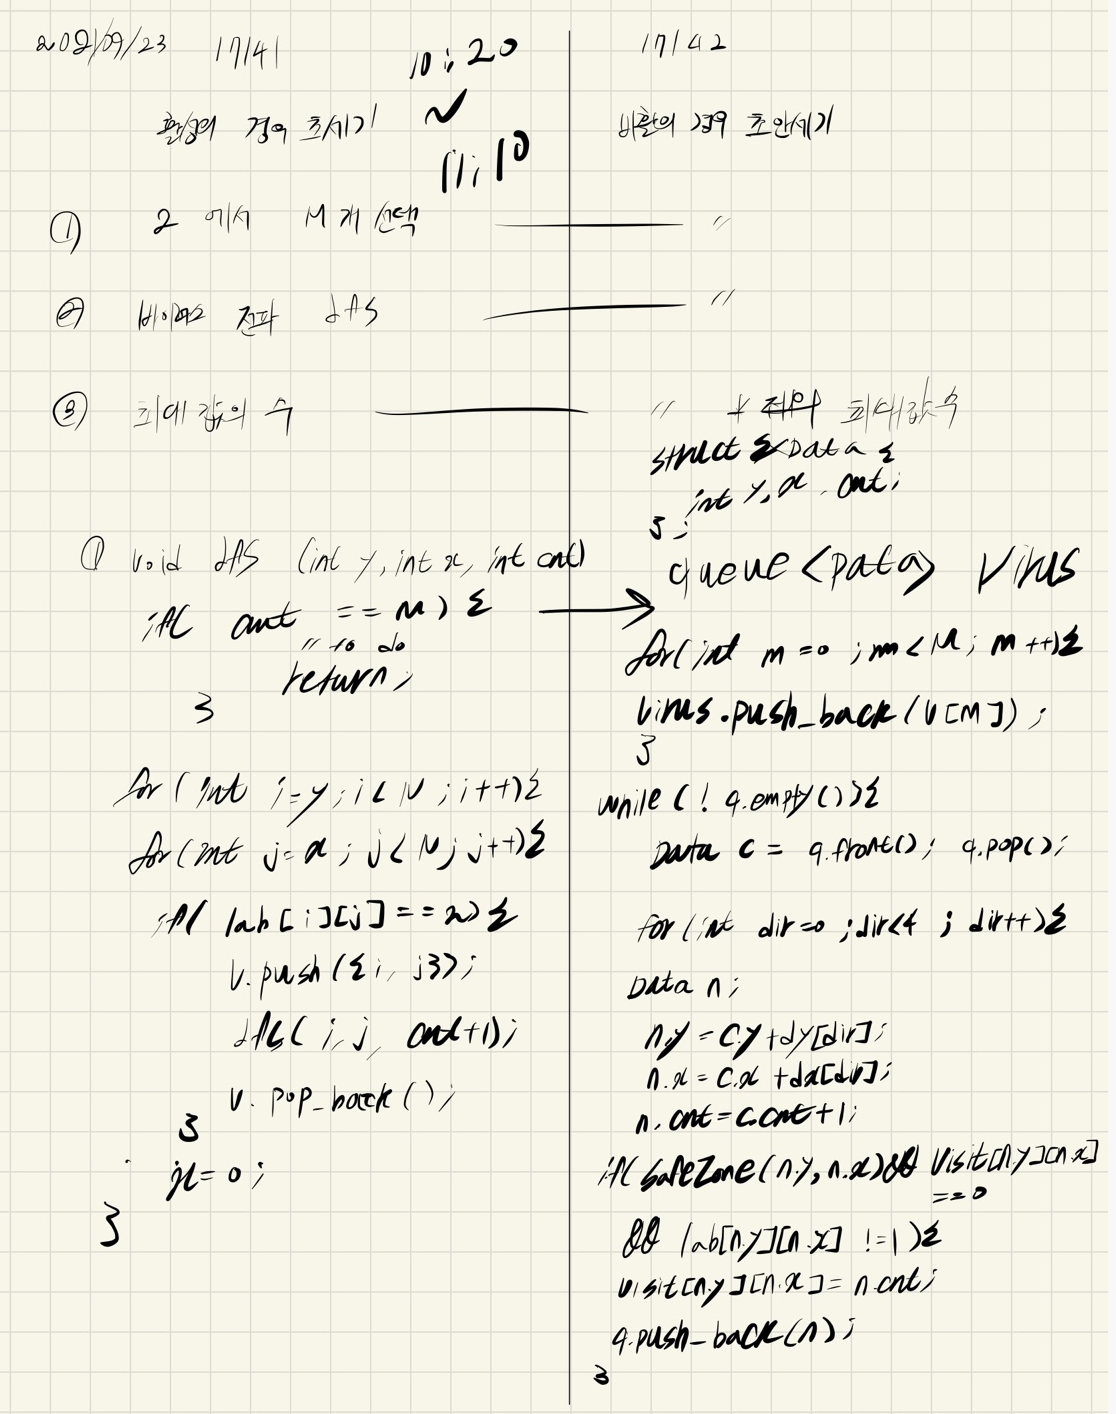 2021/09/23 17141 10:20
활성의 경우 초세기 ✓
11:10
① 2 에서 M개 선택 ———
② 바이러스 전파 dfs ———
③ 최대 값의 수 ———
① void dfs (int y, int x, int cnt)
if( cnt == M) {
// to do
return;
}
for( int i=y; i< N ; i++){
for(int j=x ; j< N; j++){
if( lab[i][j] == 2) {
v.push({i, j});
dfs( i, j, cnt+1);
v. pop_back();
}
x = 0 ;
}
17142
비활의 경우 초안세기
〃
〃
〃 최대값수
struct Data {
int y, x, cnt;
};
queue <Data> Virus
for( int m =0 ; m < M; m ++){
Virus.push_back(V[M]) ;
}
while ( ! q.empty()){
Data c = q.front(); q.pop();
for (int dir=0 ;dir<4 ; dir++){
Data n;
n.y = c.y +dy[dir];
n.x = c.x +dx[dir];
n. cnt = c.cnt+1;
if( SafeZone(n.y, n.x) && Visit[n.y][n.x]
==0
&& lab[n.y][n.x] !=1 ){
visit[n.y][n.x] = n.cnt;
q.push_back(n);
}